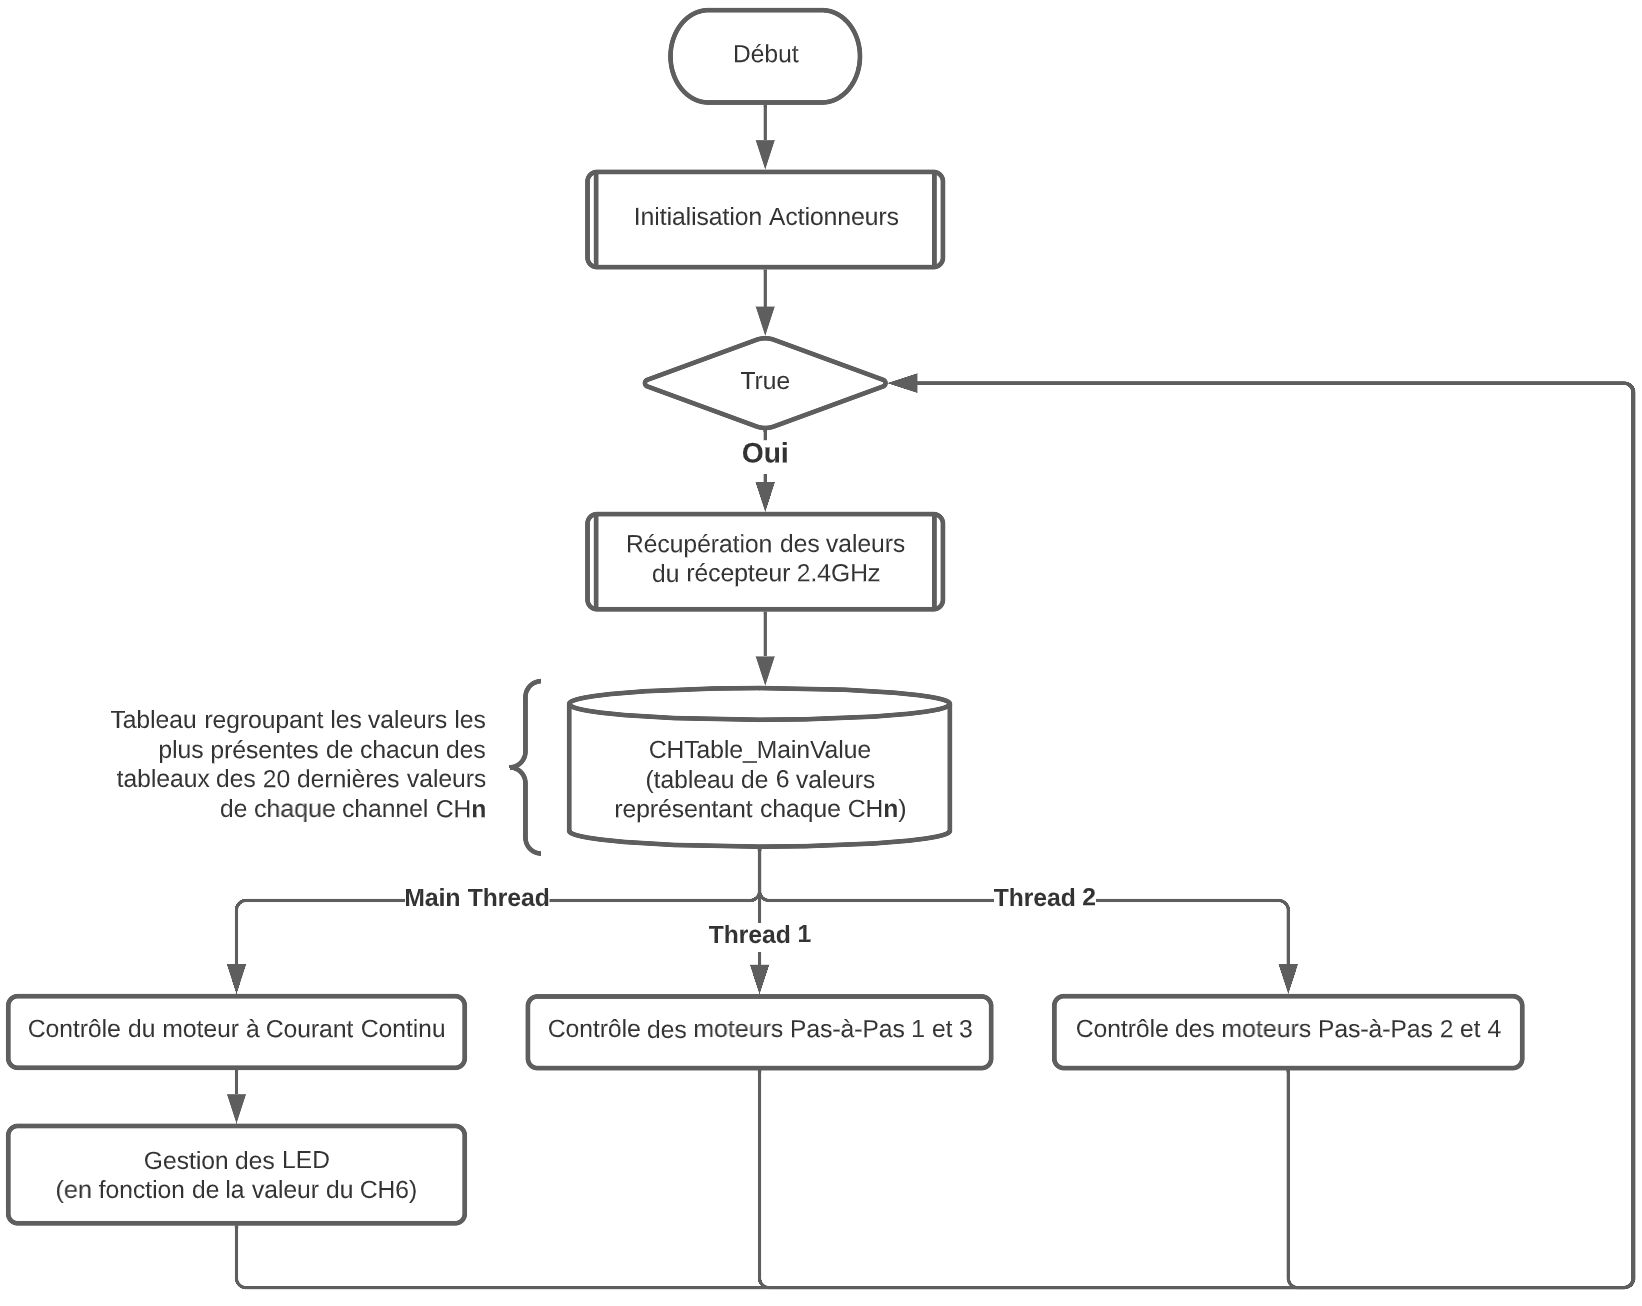 Début
Initialisation Actionneurs
True
Oui
Récupération des valeurs
du récepteur 2.4GHz
Tableau regroupant les valeurs les
plus présentes de chacun des
tableaux des 20 dernières valeurs
de chaque channel CHn
CHTable_MainValue
(tableau de 6 valeurs
représentant chaque CHn)
Main Thread
Thread 1
Thread 2
Contrôle du moteur à Courant Continu
Contrôle des moteurs Pas-à-Pas 1 et 3
Contrôle des moteurs Pas-à-Pas 2 et 4
Gestion des LED
(en fonction de la valeur du CH6)